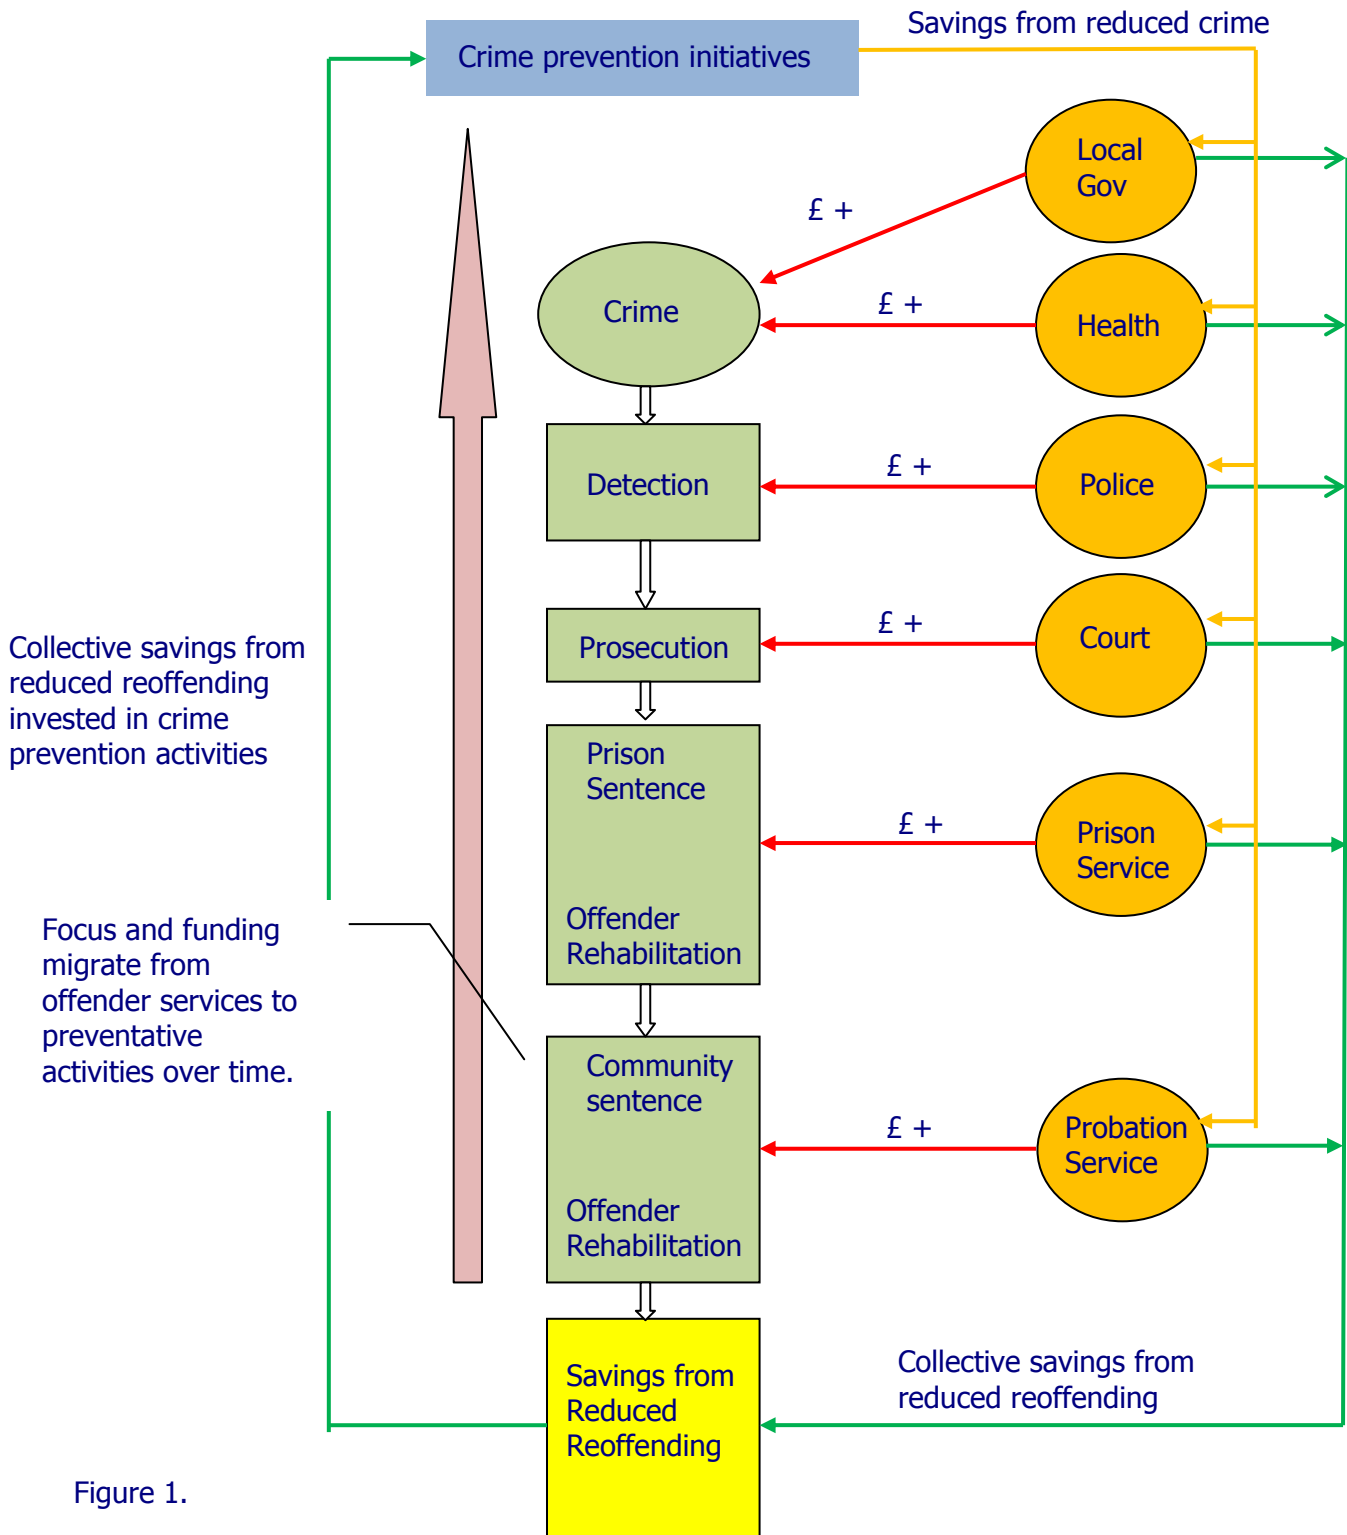 Savings from reduced crime
Crime prevention initiatives
Local
Gov
£ +
Crime
£ +
Health
Detection
£ +
Police
Prosecution
£ +
Court
Collective savings from
reduced reoffending
invested in crime
prevention activities
Prison
Sentence
Offender
Rehabilitation
£ +
Prison
Service
Focus and funding
migrate from
offender services to
preventative
activities over time.
Community
sentence
Offender
Rehabilitation
£ +
Probation
Service
Savings from
Reduced
Reoffending
Collective savings from
reduced reoffending
Figure 1.